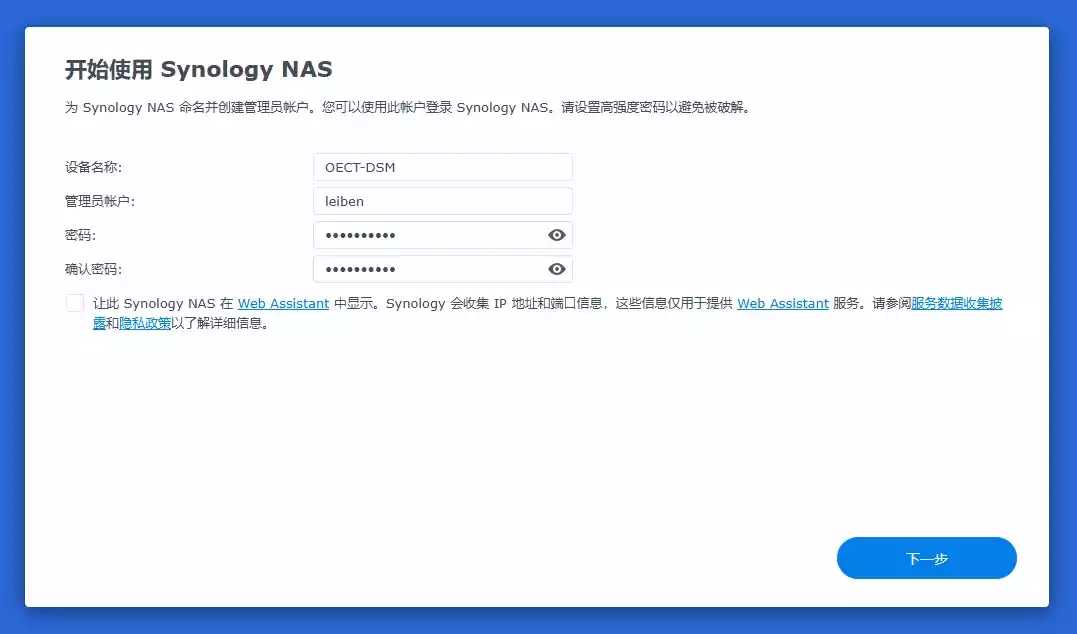 开始使用 Synology NAS
为 Synology NAS 命名并创建管理员帐户。您可以使用此帐户登录 Synology NAS。请设置高强度密码以避免被破解。
设备名称: OECT-DSM
管理员帐户: leiben
密码: ••••••••••
确认密码: ••••••••••
让此 Synology NAS 在 Web Assistant 中显示。Synology 会收集 IP 地址和端口信息，这些信息仅用于提供 Web Assistant 服务。请参阅服务数据收集披
露和隐私政策以了解详细信息。
下一步